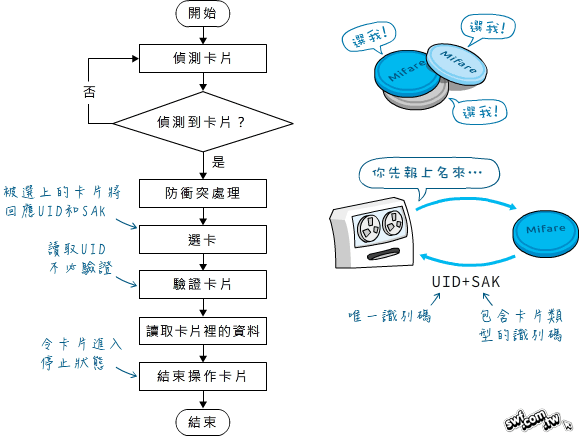 開始
偵測卡片
否
偵測到卡片？
是
防衝突處理
被選上的卡片將
回應UID和SAK
選卡
讀取UID
不必驗證
驗證卡片
讀取卡片裡的資料
令卡片進入
停止狀態
結束操作卡片
結束
選我!
選我!
Mifare
Mifare
選我!
你先報上名來…
Mifare
UID+SAK
唯一識別碼
包含卡片類
型的識別碼
swf.com.tw